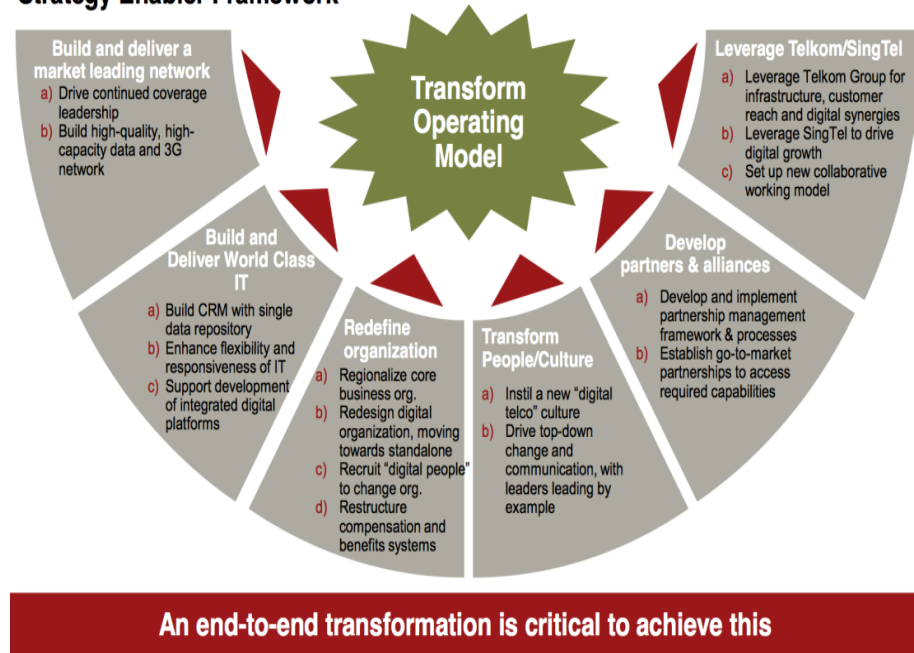 Strategy Enabler Framework
Build and deliver a
market leading network
a) Drive continued coverage
leadership
b) Build high-quality, high-
capacity data and 3G
network
Build and
Deliver World Class
IT
a) Build CRM with single
data repository
b) Enhance flexibility and
responsiveness of IT
c) Support development
of integrated digital
platforms
Redefine
organization
a) Regionalize core
business org.
b) Redesign digital
organization, moving
towards standalone
c) Recruit “digital people”
to change org.
d) Restructure
compensation and
benefits systems
Transform
Operating
Model
Transform
People/Culture
a) Instil a new “digital
telco” culture
b) Drive top-down
change and
communication, with
leaders leading by
example
Develop
partners & alliances
a) Develop and implement
partnership management
framework & processes
b) Establish go-to-market
partnerships to access
required capabilities
Leverage Telkom/SingTel
a) Leverage Telkom Group for
infrastructure, customer
reach and digital synergies
b) Leverage SingTel to drive
digital growth
c) Set up new collaborative
working model
An end-to-end transformation is critical to achieve this